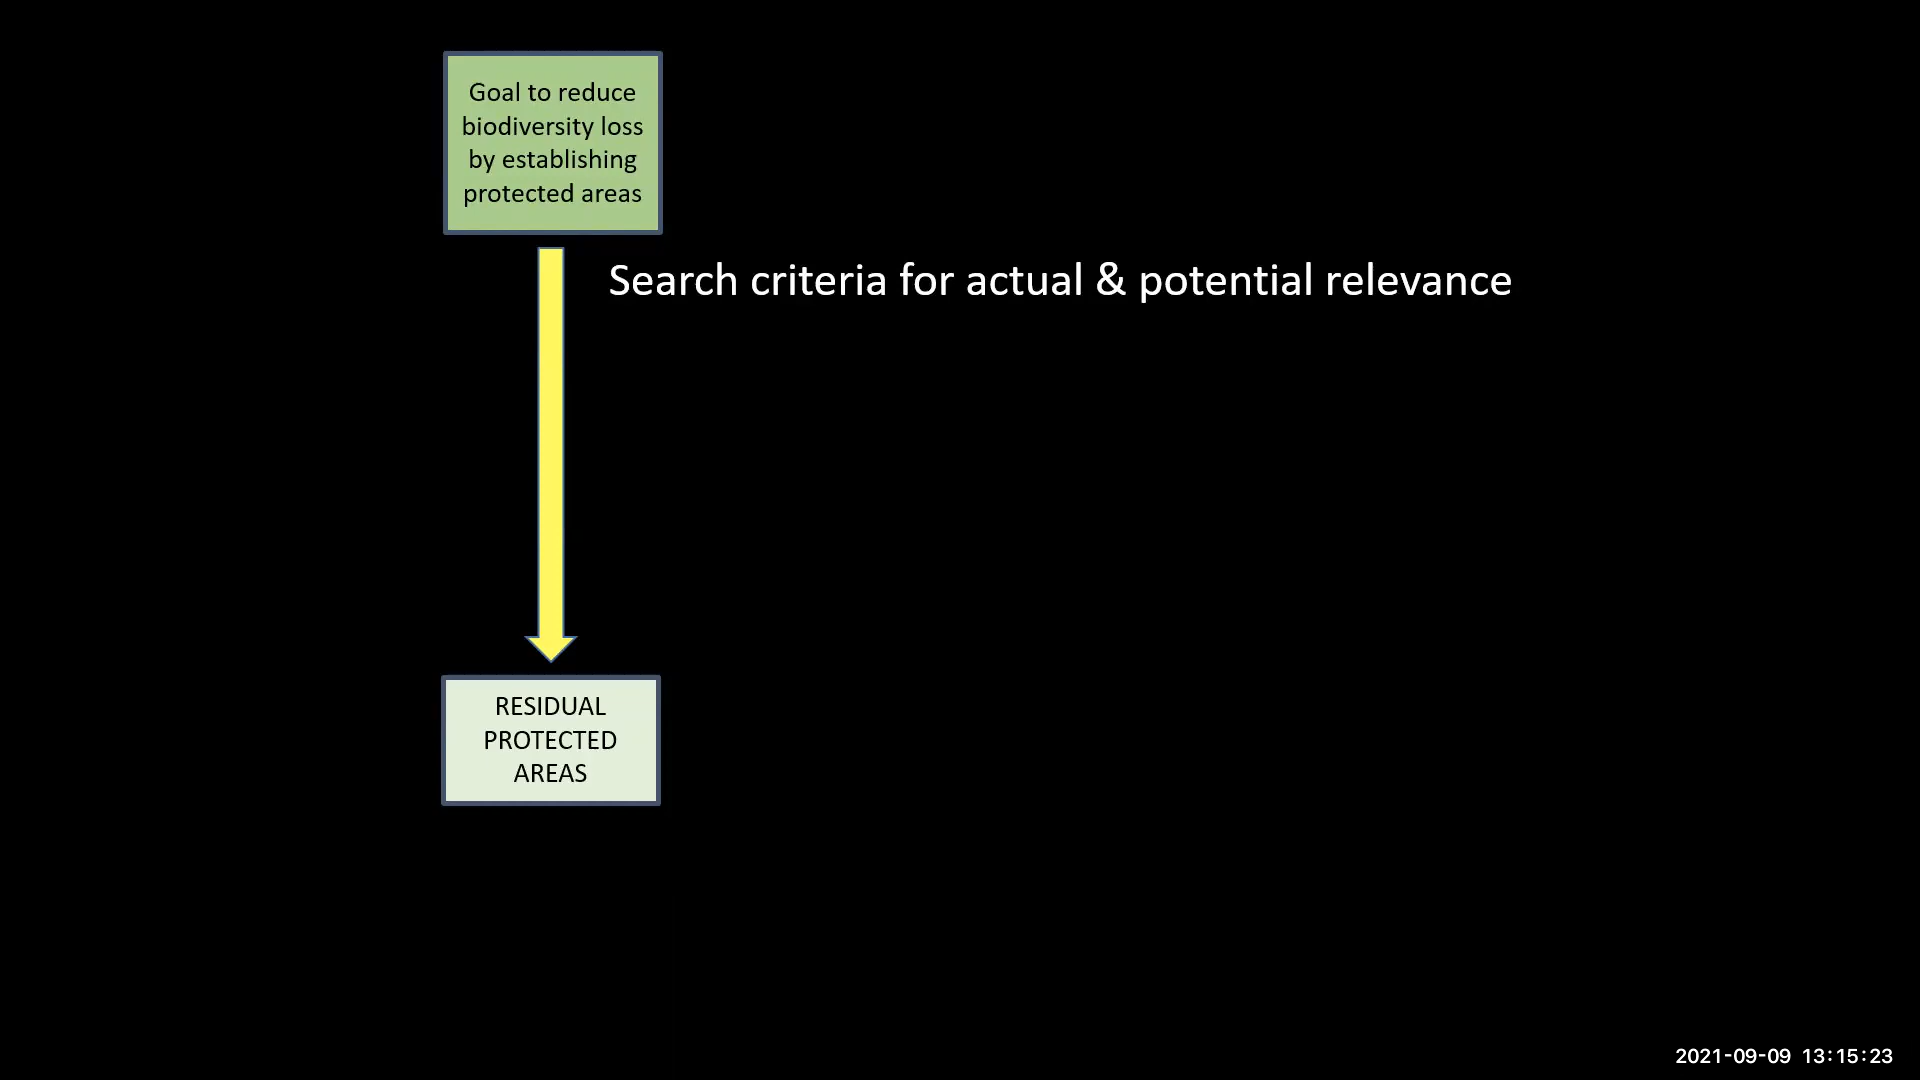 Goal to reduce
biodiversity loss
by establishing
protected areas
Search criteria for actual & potential relevance
RESIDUAL
PROTECTED
AREAS
2021-09-09 13:15:23